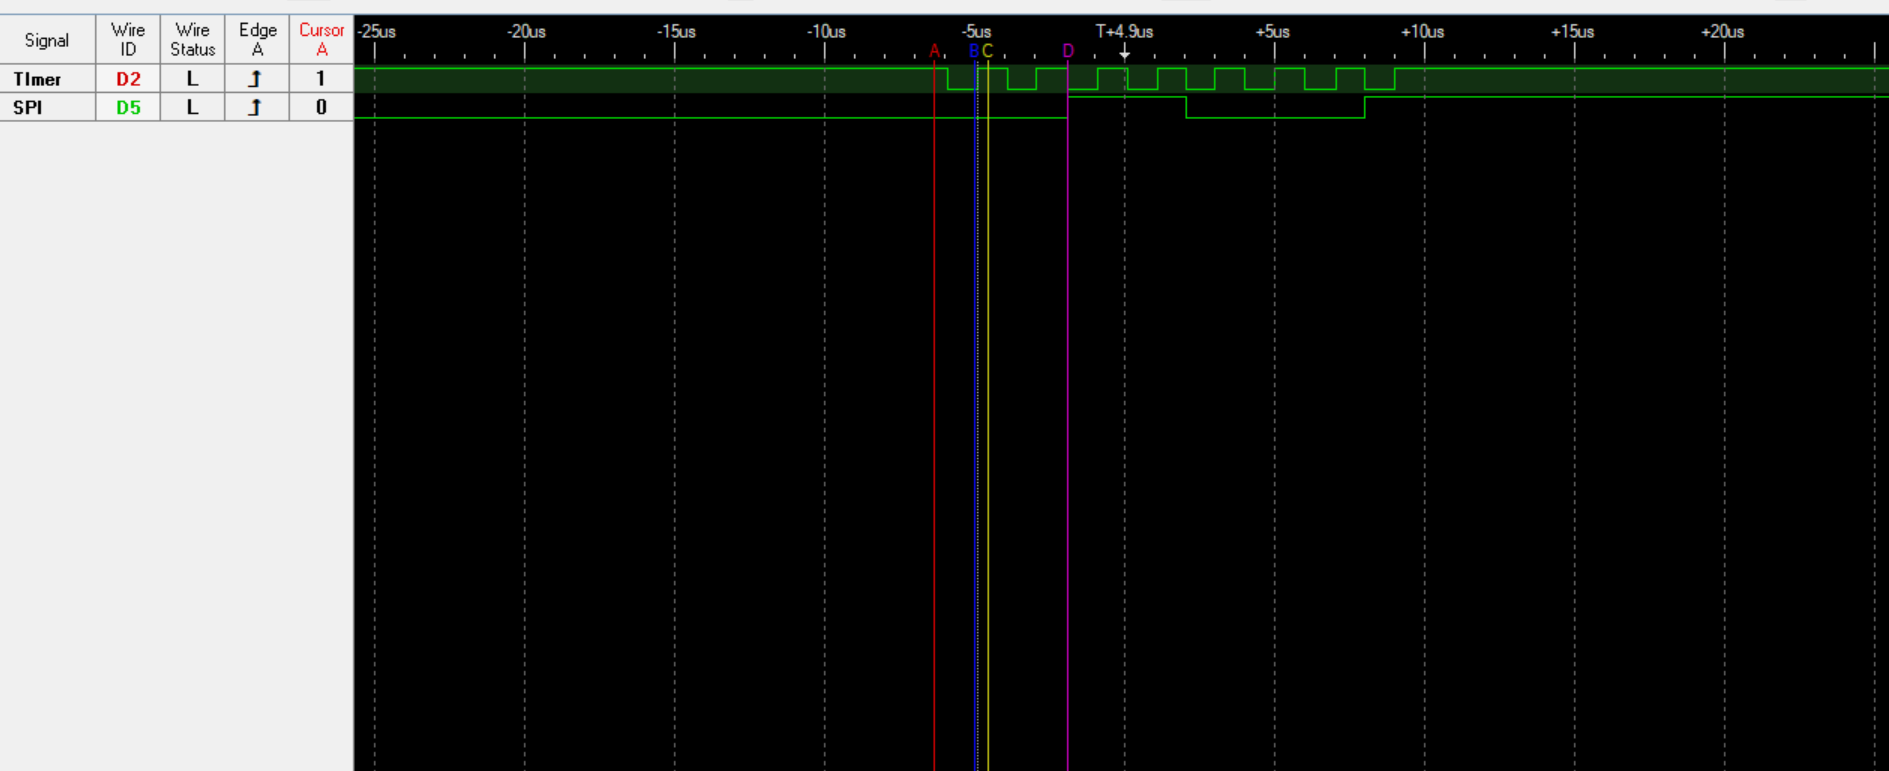 Signal Wire ID Wire Status Edge A Cursor A
-25us -20us -15us -10us -5us T+4.9us +5us +10us +15us +20us
A B C D
TImer D2 L 1
SPI D5 L 0